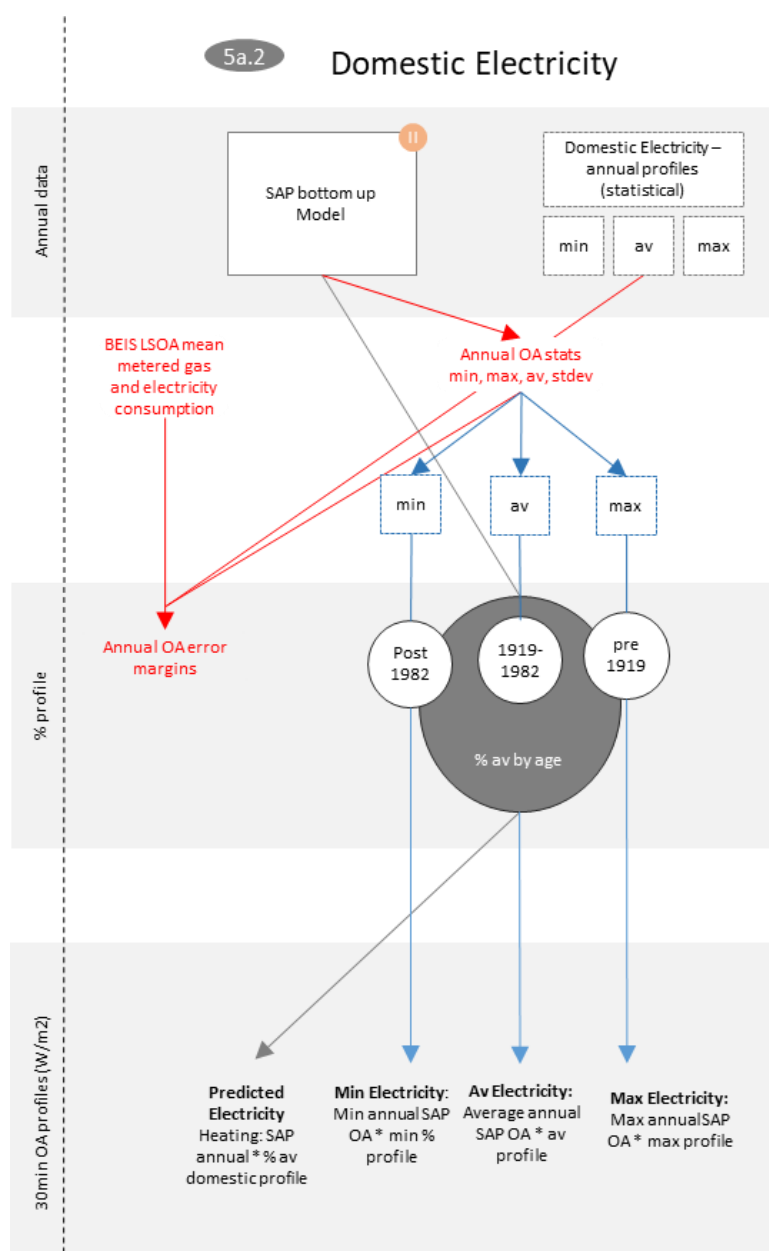 5a.2
Domestic Electricity
Annual data
SAP bottom up
Model
II
Domestic Electricity –
annual profiles
(statistical)
min
av
max
BEIS LSOA mean
metered gas
and electricity
consumption
Annual OA stats
min, max, av, stdev
min
av
max
% profile
Annual OA error
margins
Post
1982
1919-
1982
pre
1919
% av by age
30min OA profiles (W/m2)
Predicted
Electricity
Heating: SAP
annual * % av
domestic profile
Min Electricity:
Min annual SAP
OA * min %
profile
Av Electricity:
Average annual
SAP OA * av
profile
Max Electricity:
Max annual SAP
OA * max profile